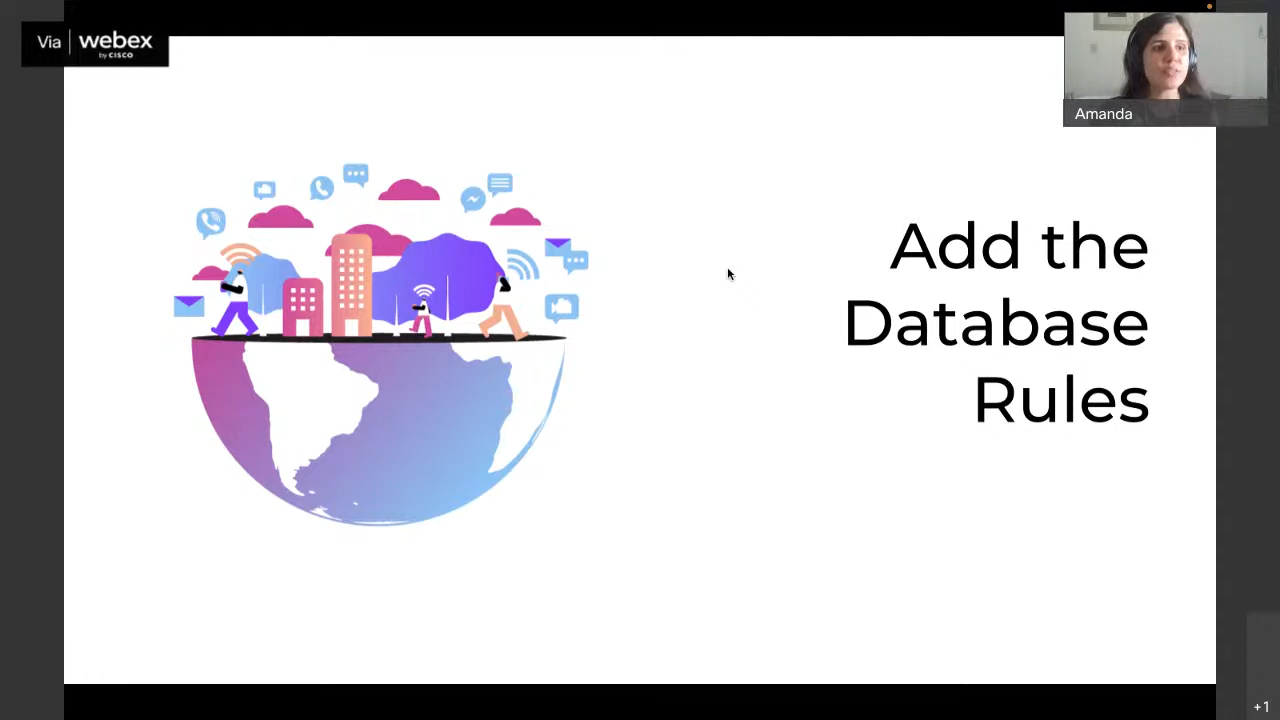 Via webex
by CISCO
Amanda
Add the
Database
Rules
+1